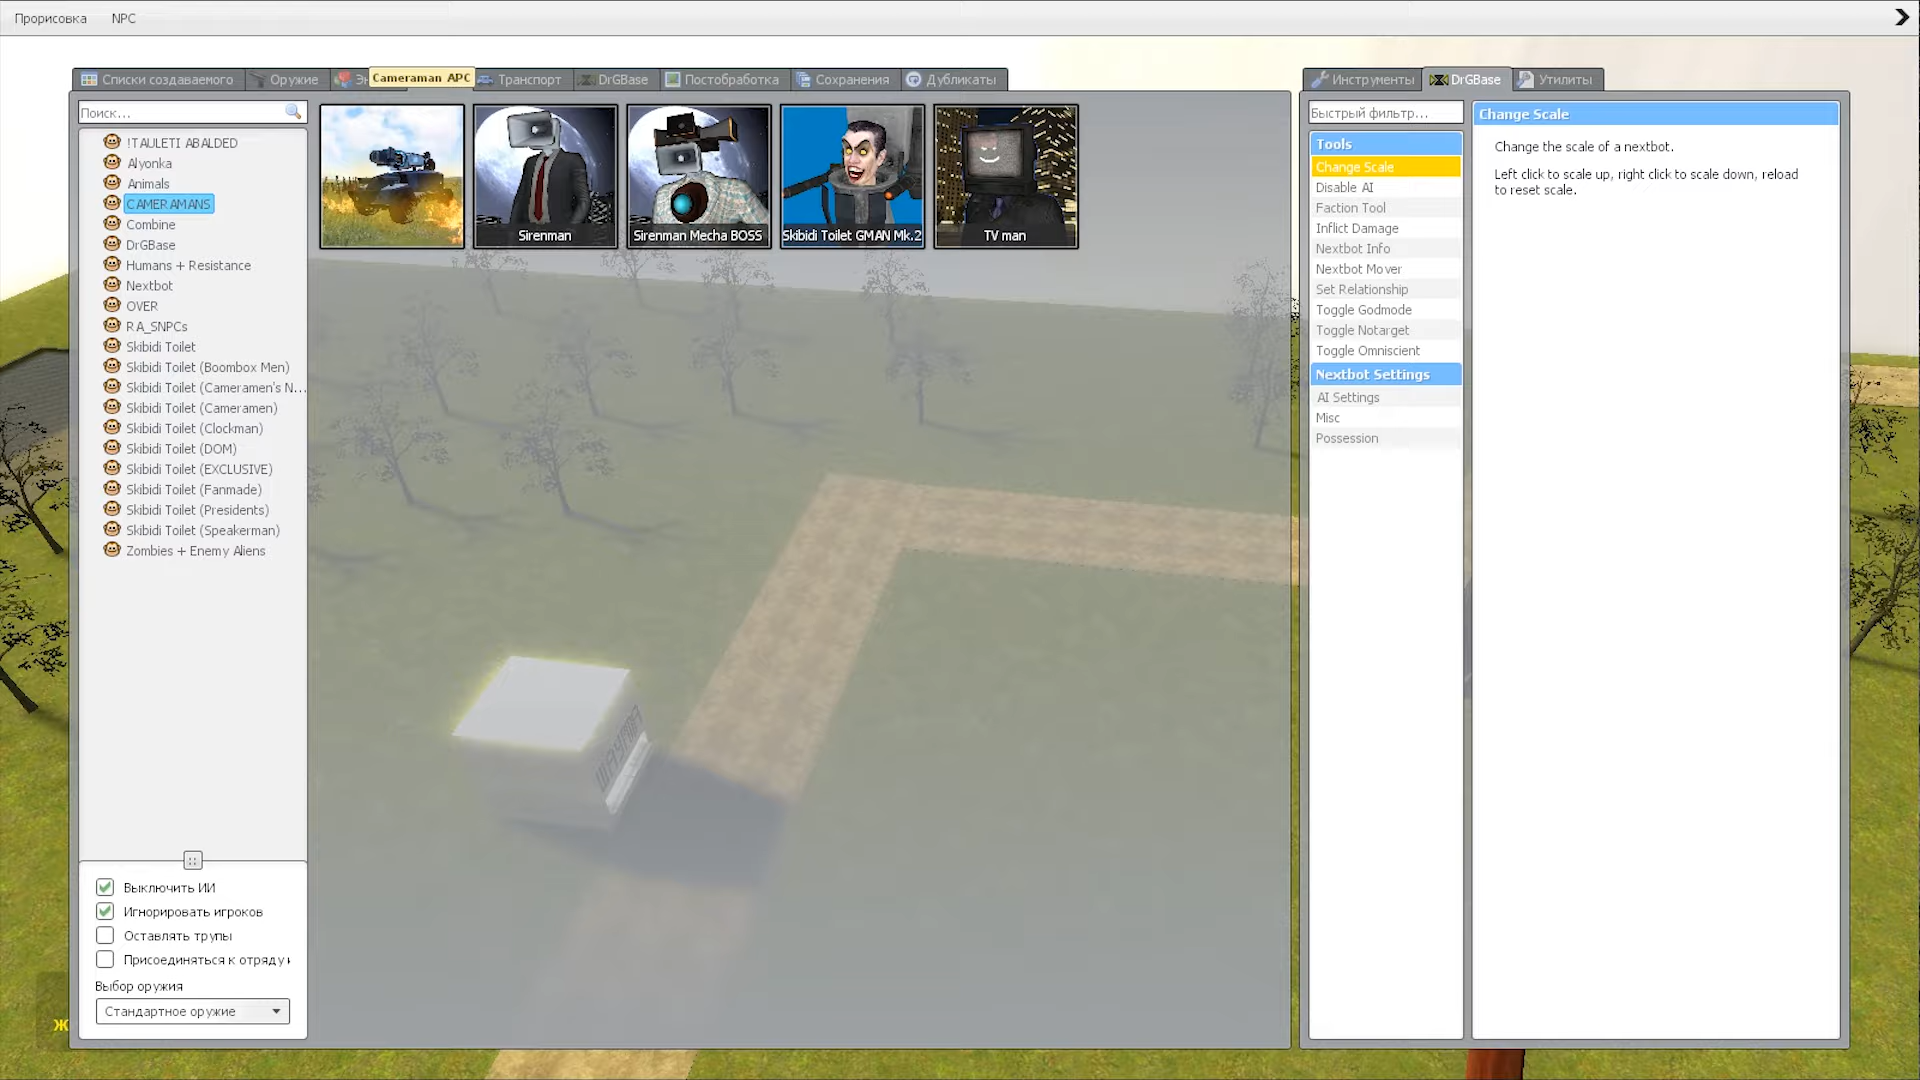 Прорисовка NPC
Списки создаваемого Оружие Cameraman APC Транспорт DrGBase Постобработка Сохранения Дубликаты
Инструменты DrGBase Утилиты
Поиск...
!TAULETI ABALDED
Alyonka
Animals
CAMERAMANS
Combine
DrGBase
Humans + Resistance
Nextbot
OVER
RA_SNPCs
Skibidi Toilet
Skibidi Toilet (Boombox Men)
Skibidi Toilet (Cameramen's N...
Skibidi Toilet (Cameramen)
Skibidi Toilet (Clockman)
Skibidi Toilet (DOM)
Skibidi Toilet (EXCLUSIVE)
Skibidi Toilet (Fanmade)
Skibidi Toilet (Presidents)
Skibidi Toilet (Speakerman)
Zombies + Enemy Aliens
Выключить ИИ
Игнорировать игроков
Оставлять трупы
Присоединяться к отряду
Выбор оружия
Стандартное оружие
Sirenman
Sirenman Mecha BOSS
Skibidi Toilet GMAN Mk.2
TV man
Быстрый фильтр...
Tools
Change Scale
Disable AI
Faction Tool
Inflict Damage
Nextbot Info
Nextbot Mover
Set Relationship
Toggle Godmode
Toggle Notarget
Toggle Omniscient
Nextbot Settings
AI Settings
Misc
Possession
Change Scale
Change the scale of a nextbot.
Left click to scale up, right click to scale down, reload
to reset scale.